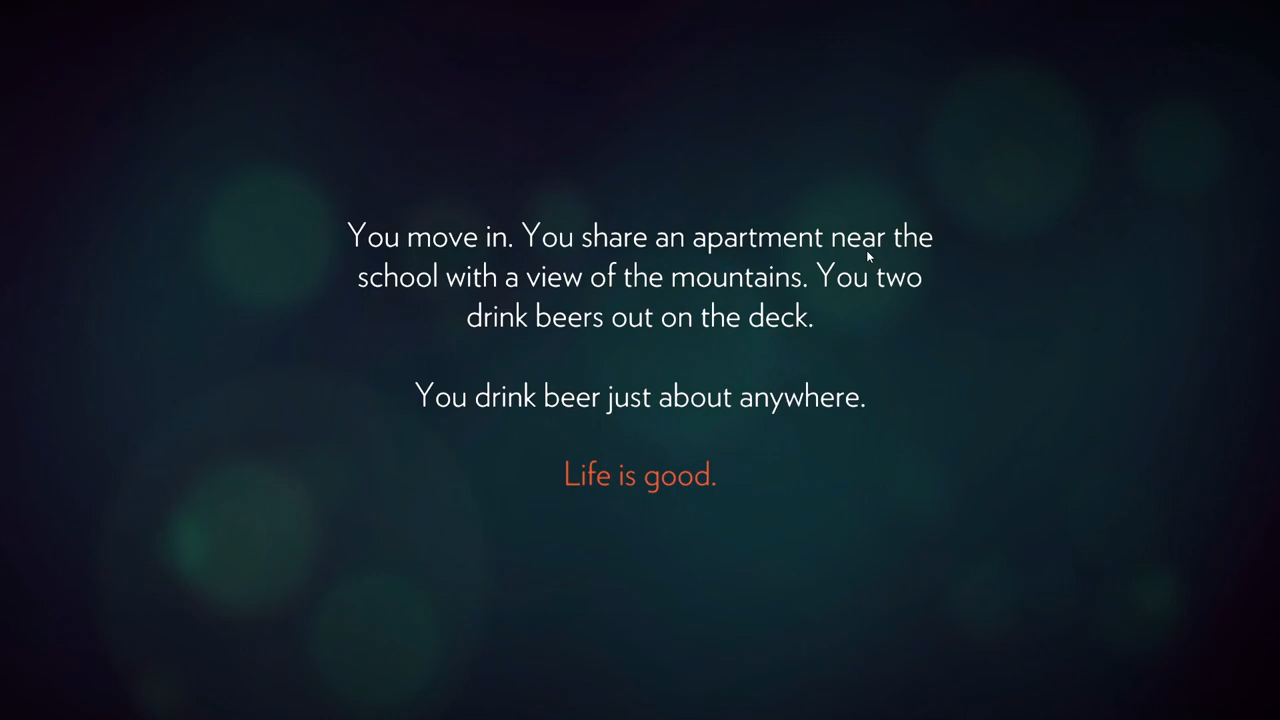 You move in. You share an apartment near the
school with a view of the mountains. You two
drink beers out on the deck.
You drink beer just about anywhere.
Life is good.